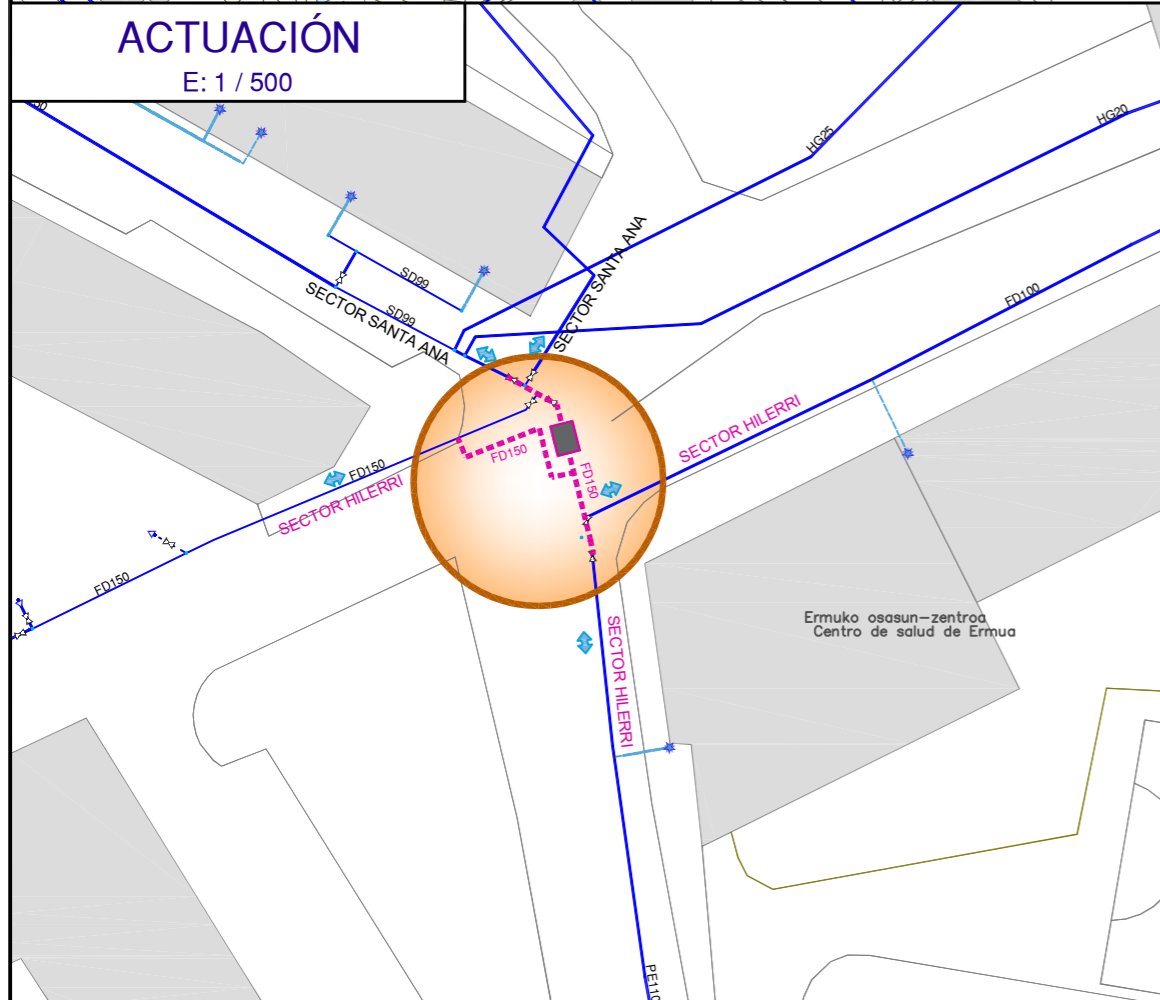 ACTUACIÓN
E: 1 / 500
HG25
HG20
SECTOR SANTA ANA
SD99
SD99
SECTOR SANTA ANA
FD100
SECTOR HILERRI
FD150
FD150
FD150
SECTOR HILERRI
FD150
Ermuko osasun-zentroa
Centro de salud de Ermua
SECTOR HILERRI
PE110